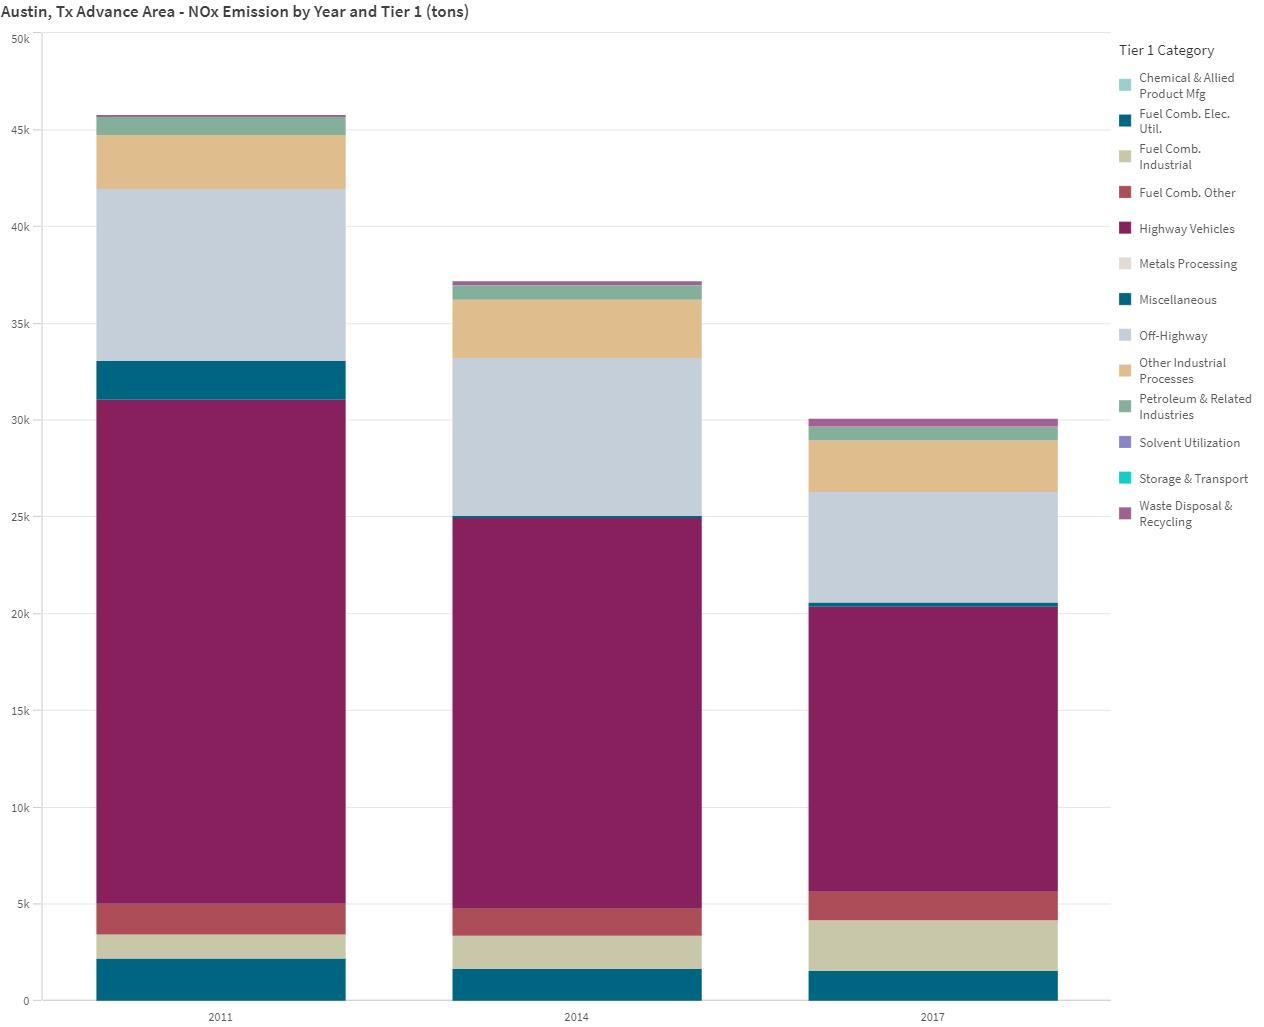 Austin, Tx Advance Area - NOx Emission by Year and Tier 1 (tons)
50k
45k
40k
35k
30k
25k
20k
15k
10k
5k
0
2011
2014
2017
Tier 1 Category
Chemical & Allied
Product Mfg
Fuel Comb. Elec.
Util.
Fuel Comb.
Industrial
Fuel Comb. Other
Highway Vehicles
Metals Processing
Miscellaneous
Off-Highway
Other Industrial
Processes
Petroleum & Related
Industries
Solvent Utilization
Storage & Transport
Waste Disposal &
Recycling